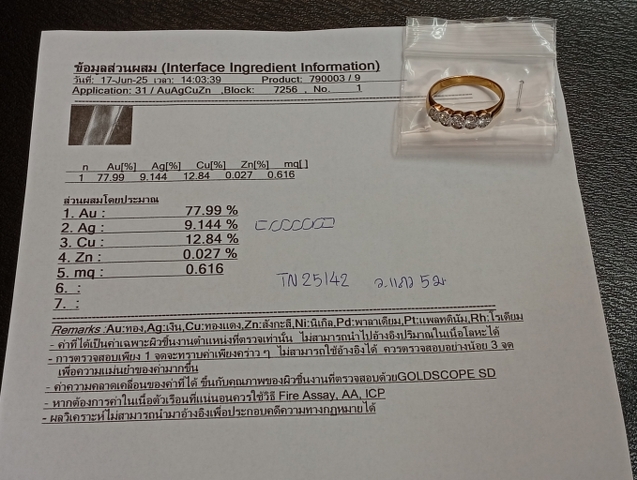 ข้อมูลส่วนผสม (Interface Ingredient Information)
วันที่: 17-Jun-25 เวลา: 14:03:39 Product: 790003 / 9
Application: 31 / AuAgCuZn ,Block: 7256 , No. 1
n Au[%] Ag[%] Cu[%] Zn[%] mq[ ]
1 77.99 9.144 12.84 0.027 0.616
ส่วนผสมโดยประมาณ
1. Au : 77.99 %
2. Ag : 9.144 %
3. Cu : 12.84 %
4. Zn : 0.027 %
5. mq : 0.616
6. :
7. :
TN 25142 อ.แถว 5
Remarks :Au:ทอง,Ag:เงิน,Cu:ทองแดง,Zn:สังกะสี,Ni:นิเกิล,Pd:พาลาเดียม,Pt:แพลทตินัม,Rh:โรเดียม
- ค่าที่ได้เป็นค่าเฉพาะผิวชิ้นงานตำแหน่งที่ตรวจเท่านั้น ไม่สามารถนำไปอ้างอิงปริมาณในเนื้อโลหะได้
- การตรวจสอบเพียง 1 จุดจะทราบค่าเพียงคร่าว ๆ ไม่สามารถใช้อ้างอิงได้ ควรตรวจสอบอย่างน้อย 3 จุด
เพื่อความแม่นยำของค่ามากขึ้น
- ค่าความคลาดเคลื่อนของค่าที่ได้ ขึ้นกับคุณภาพของผิวชิ้นงานที่ตรวจสอบด้วยGOLDSCOPE SD
- หากต้องการค่าในเนื้อตัวเรือนที่แน่นอนควรใช้วิธี Fire Assay, AA, ICP
- ผลวิเคราะห์ไม่สามารถนำมาอ้างอิงเพื่อประกอบคดีความทางกฎหมายได้